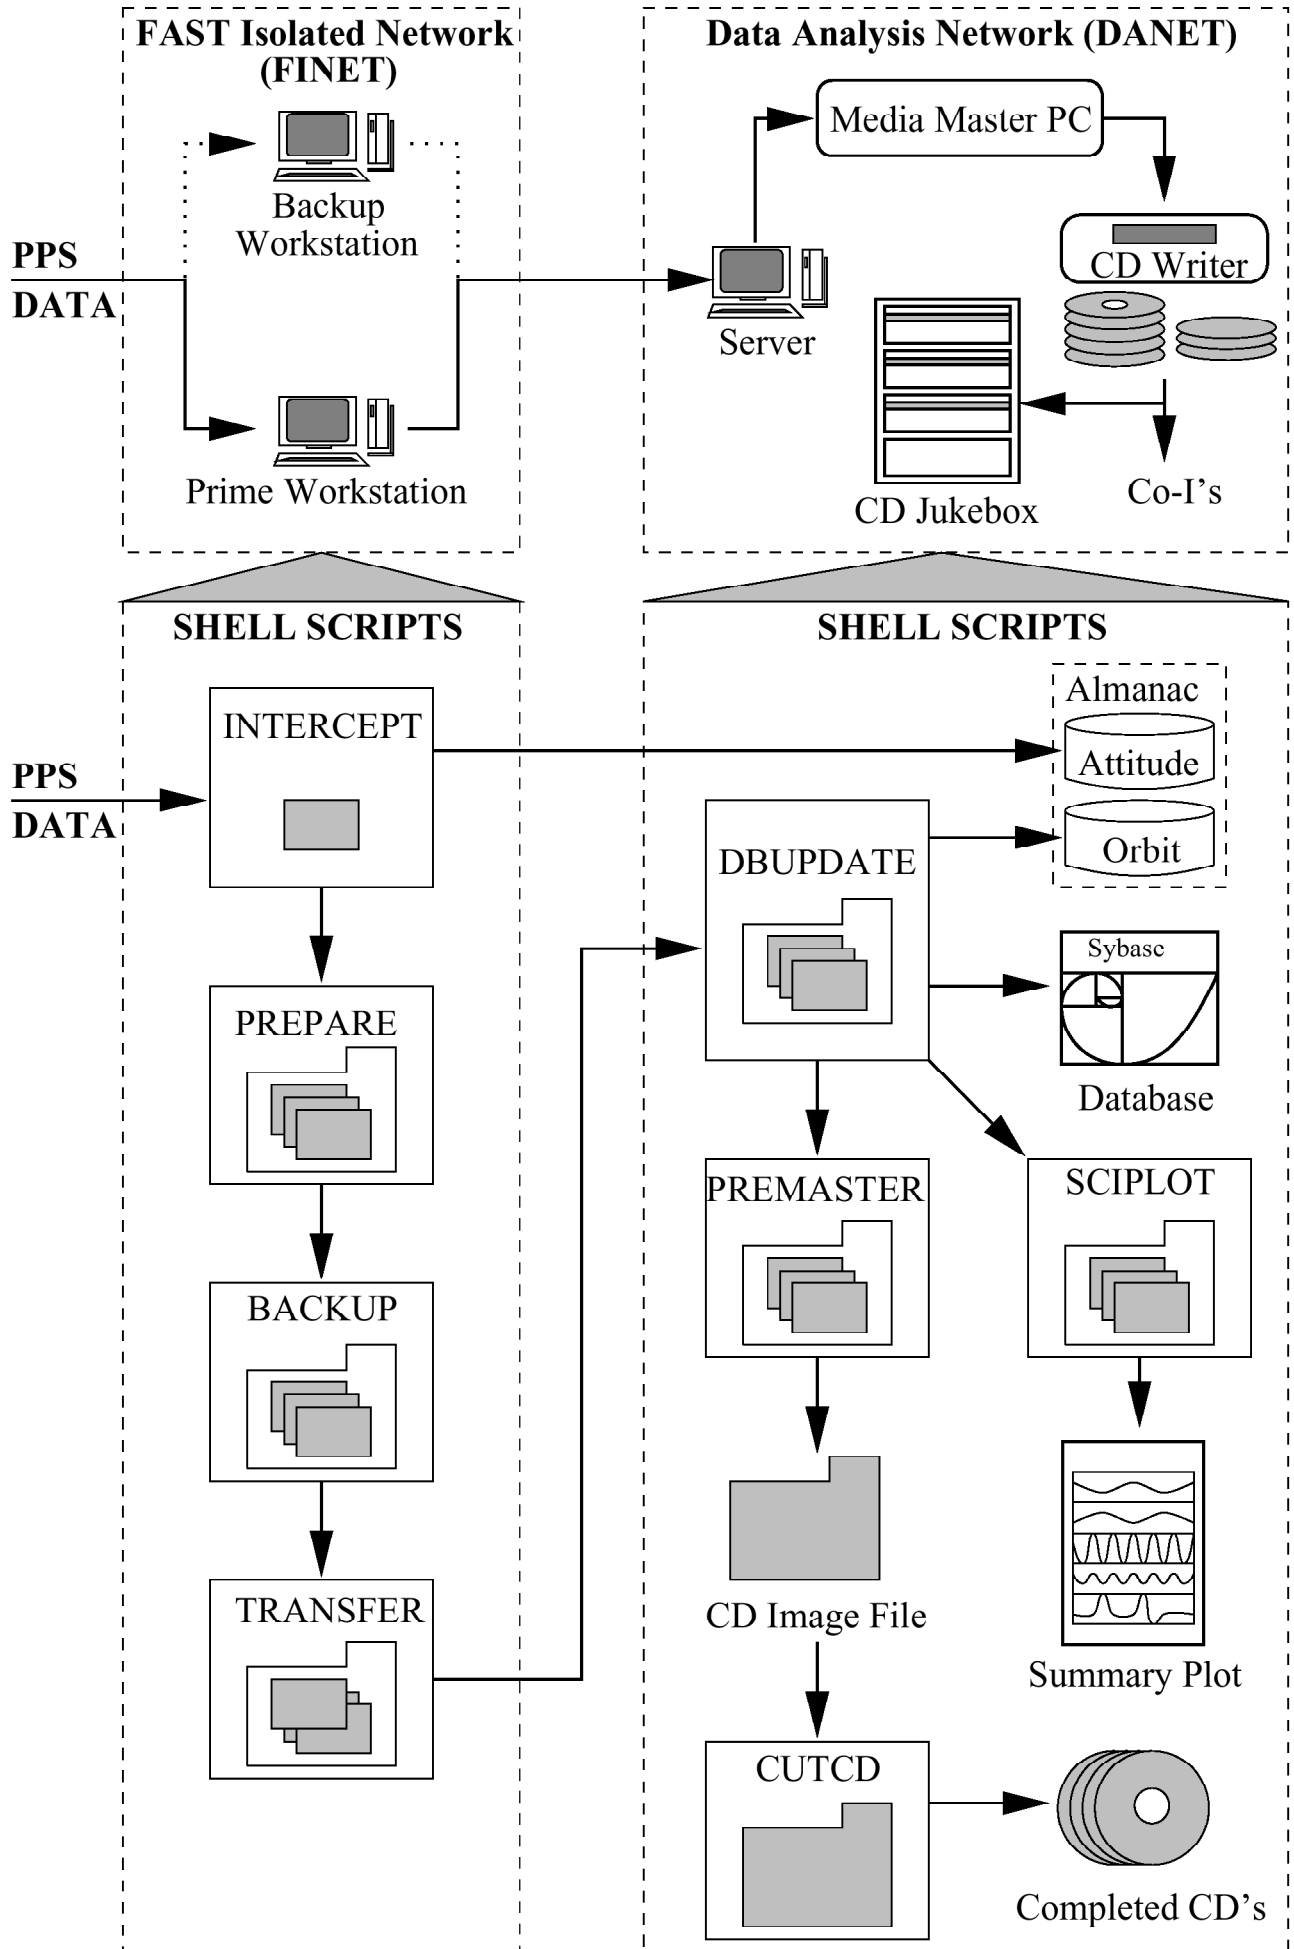 FAST Isolated Network
(FINET)
Backup
Workstation
PPS
DATA
Prime Workstation
Data Analysis Network (DANET)
Media Master PC
CD Writer
Server
CD Jukebox
Co-I's
SHELL SCRIPTS
INTERCEPT
PPS
DATA
PREPARE
BACKUP
TRANSFER
SHELL SCRIPTS
Almanac
Attitude
Orbit
DBUPDATE
Sybase
Database
PREMASTER
SCIPLOT
CD Image File
Summary Plot
CUTCD
Completed CD's